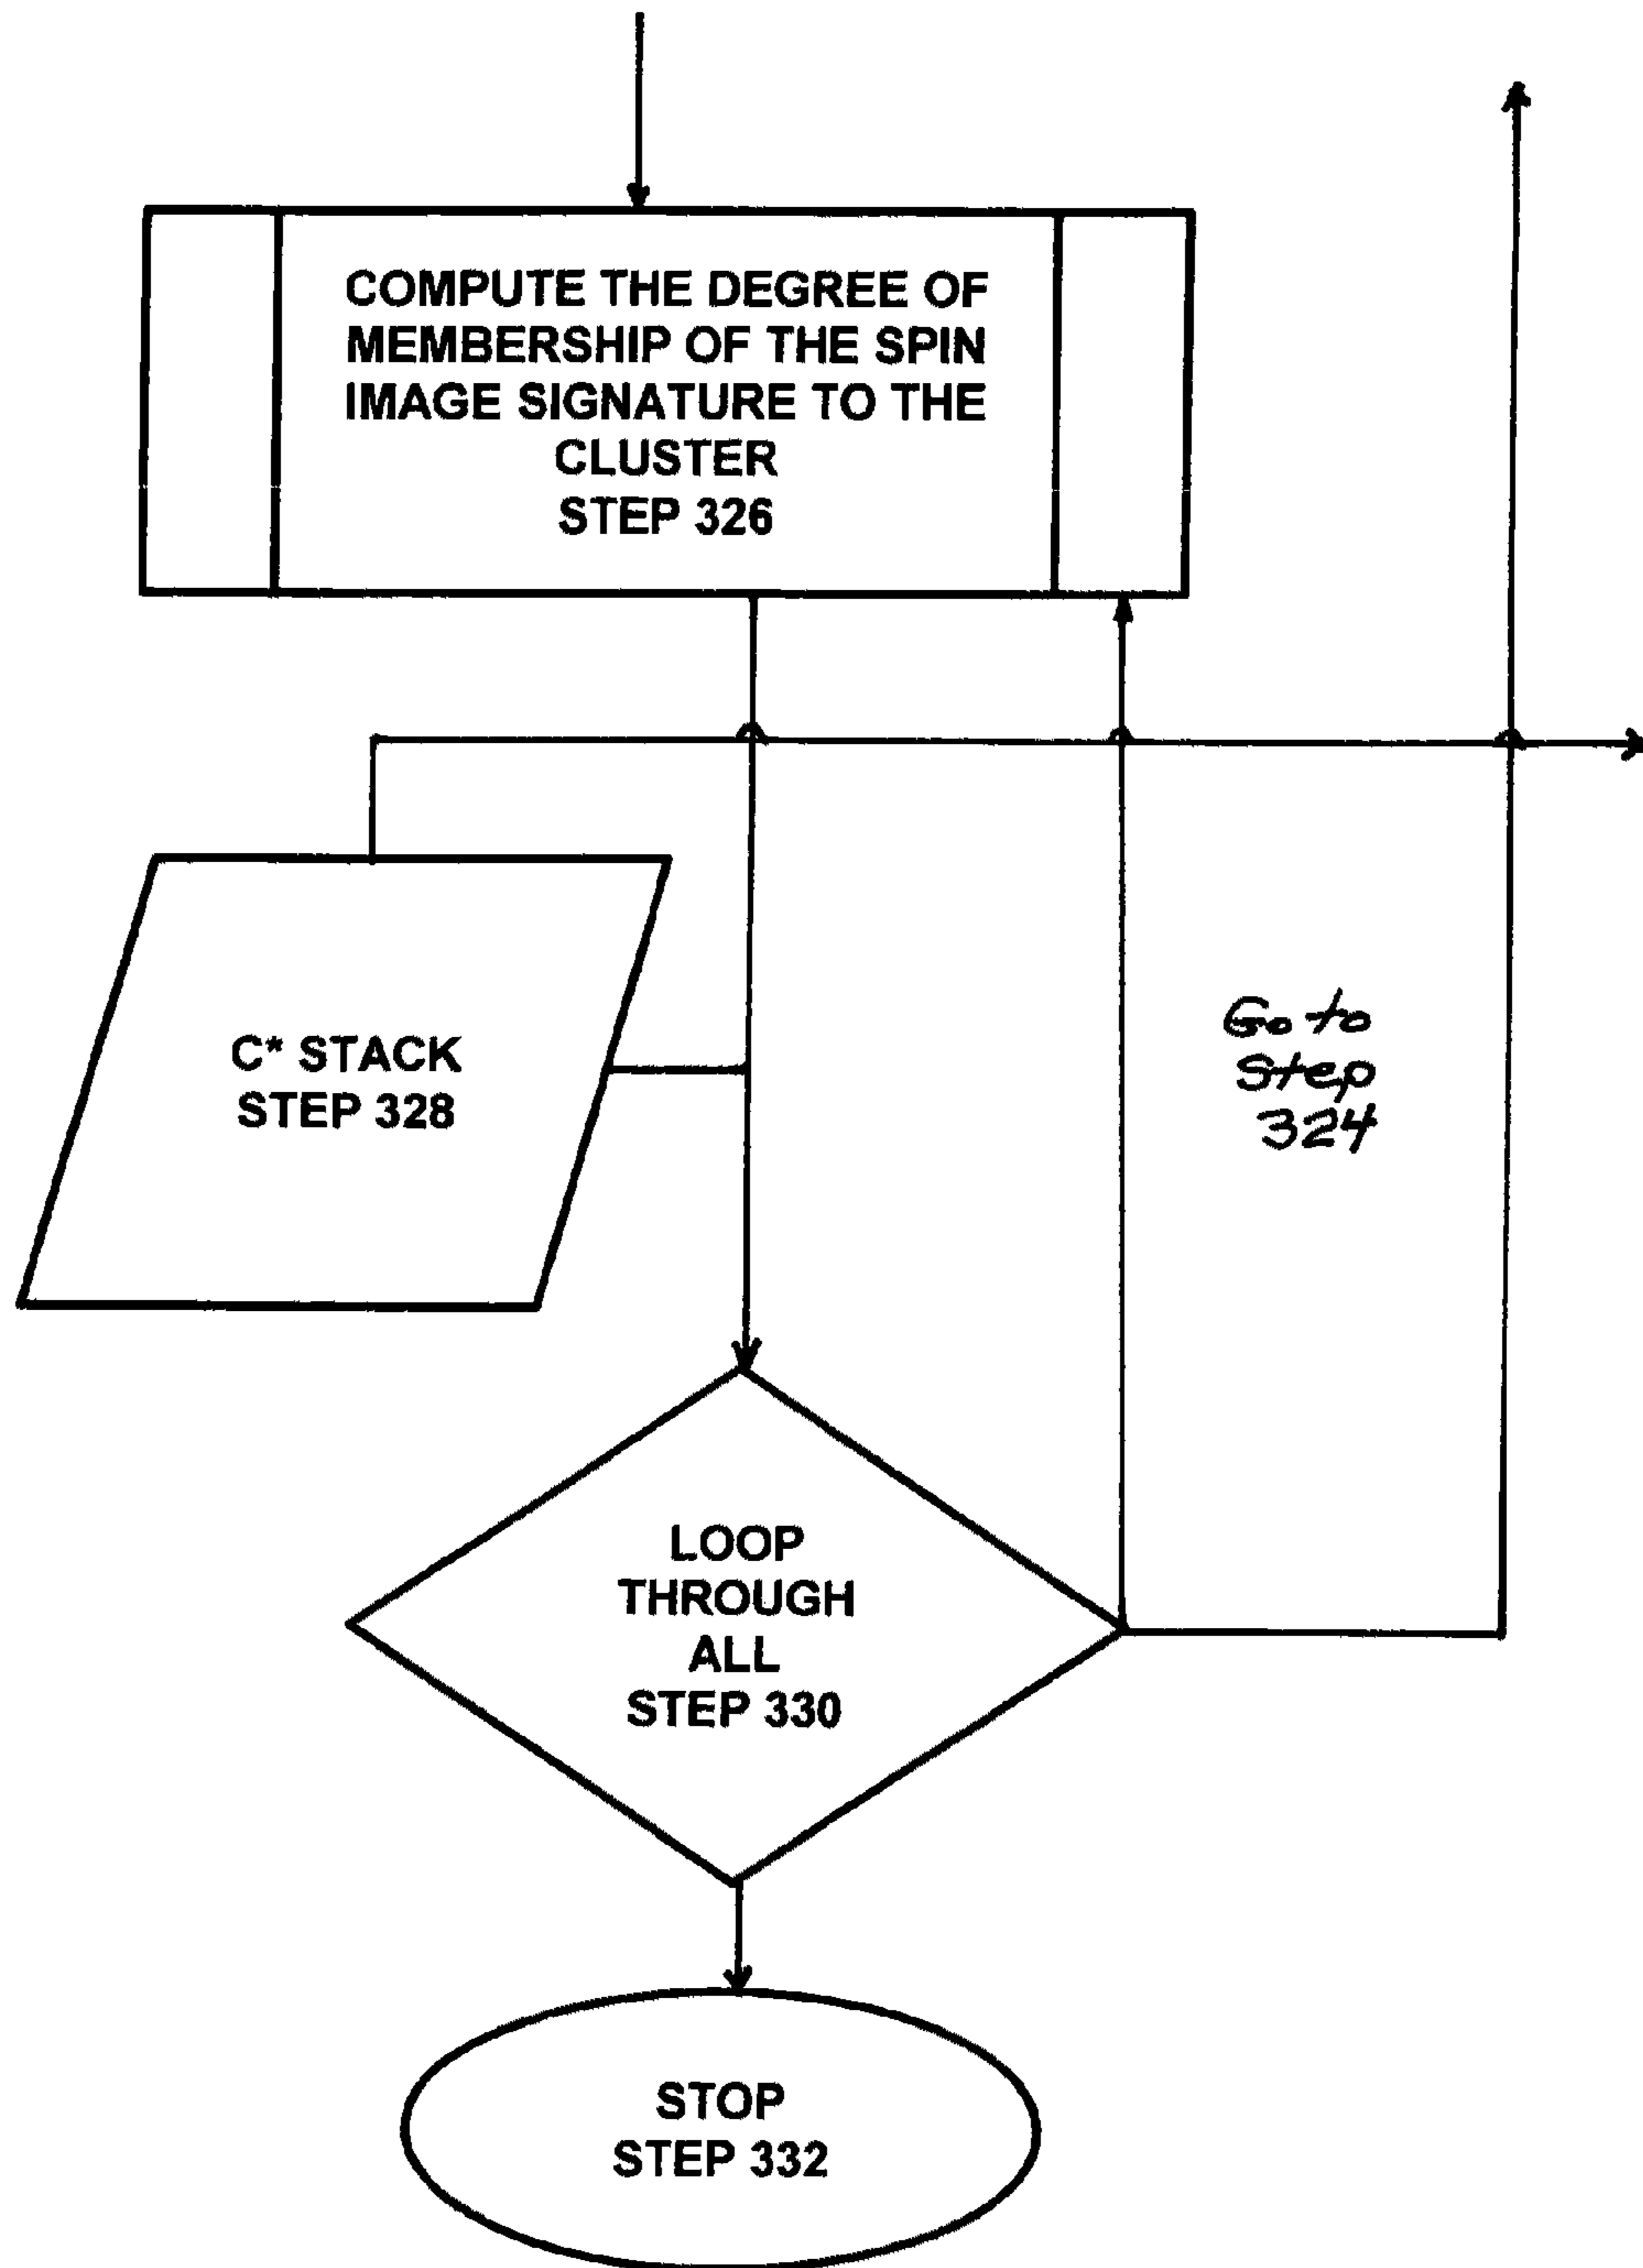 COMPUTE THE DEGREE OF
MEMBERSHIP OF THE SPIN
IMAGE SIGNATURE TO THE
CLUSTER
STEP 326
C* STACK
STEP 328
Go to
Step
324
LOOP
THROUGH
ALL
STEP 330
STOP
STEP 332